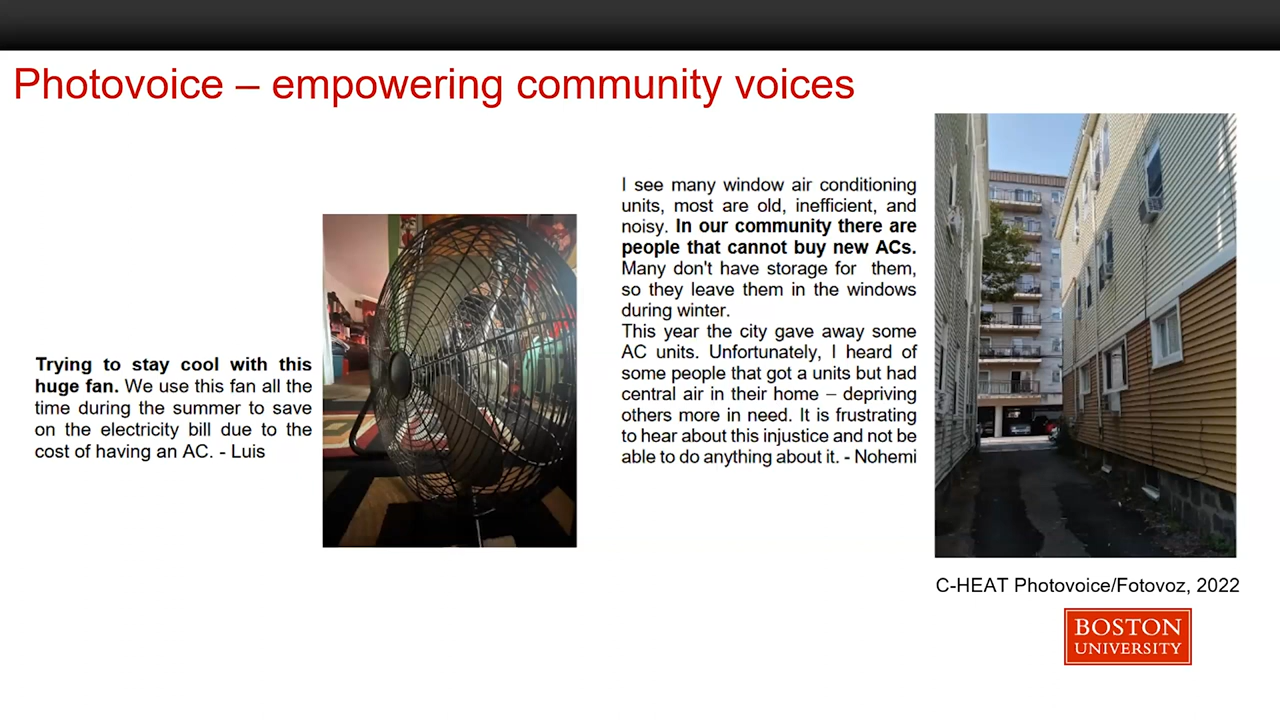 Photovoice – empowering community voices
Trying to stay cool with this
huge fan. We use this fan all the
time during the summer to save
on the electricity bill due to the
cost of having an AC. - Luis
I see many window air conditioning
units, most are old, inefficient, and
noisy. In our community there are
people that cannot buy new ACs.
Many don't have storage for them,
so they leave them in the windows
during winter.
This year the city gave away some
AC units. Unfortunately, I heard of
some people that got a units but had
central air in their home – depriving
others more in need. It is frustrating
to hear about this injustice and not be
able to do anything about it. - Nohemi
C-HEAT Photovoice/Fotovoz, 2022
BOSTON
UNIVERSITY